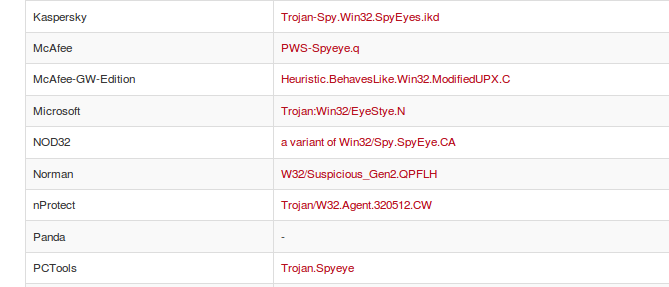 Kaspersky Trojan-Spy.Win32.SpyEyes.ikd
McAfee PWS-Spyeye.q
McAfee-GW-Edition Heuristic.BehavesLike.Win32.ModifiedUPX.C
Microsoft Trojan:Win32/EyeStye.N
NOD32 a variant of Win32/Spy.SpyEye.CA
Norman W32/Suspicious_Gen2.QPFLH
nProtect Trojan/W32.Agent.320512.CW
Panda -
PCTools Trojan.Spyeye